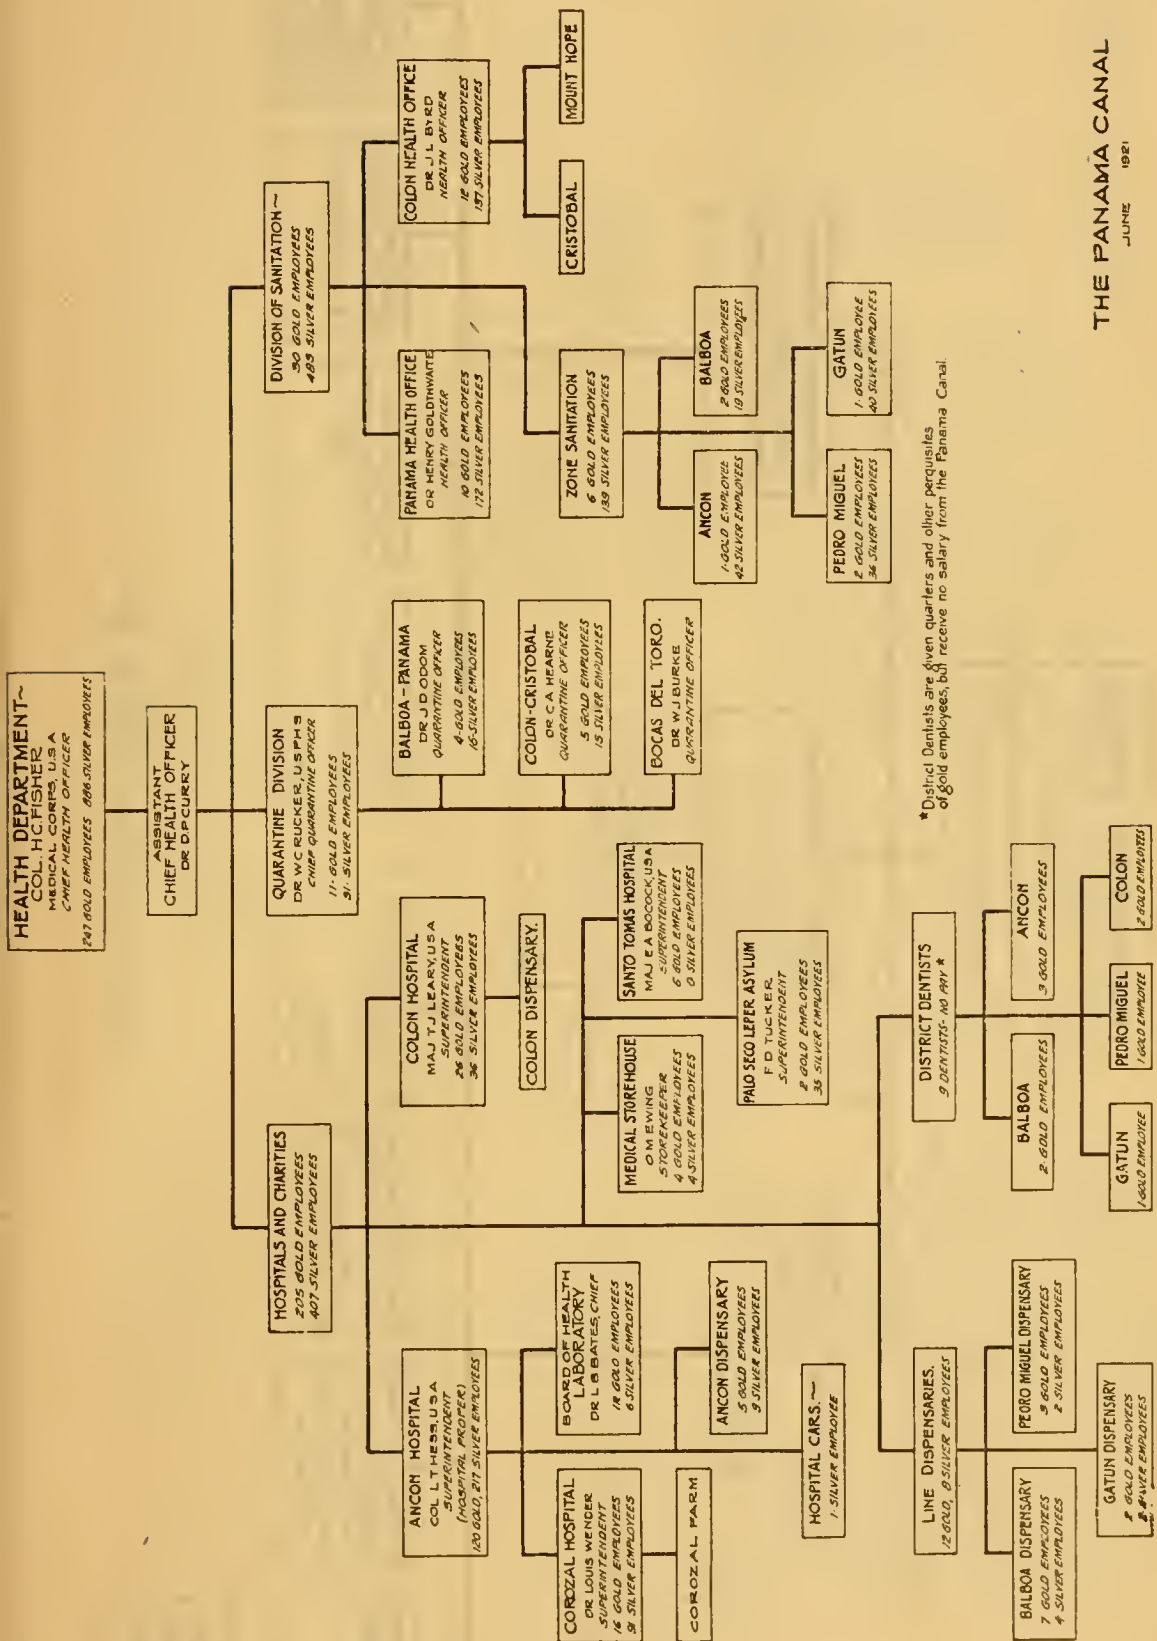 HEALTH DEPARTMENT~
COL. H.C. FISHER
MEDICAL CORPS, U.S.A
CHIEF HEALTH OFFICER
247 GOLD EMPLOYEES 886 SILVER EMPLOYEES
ASSISTANT
CHIEF HEALTH OFFICER
DR. D.P. CURRY
HOSPITALS AND CHARITIES
205 GOLD EMPLOYEES
407 SILVER EMPLOYEES
QUARANTINE DIVISION
DR W C RUCKER, U S P H S
CHIEF QUARANTINE OFFICER
11 - GOLD EMPLOYEES
SILVER EMPLOYEES
DIVISION OF SANITATION~
30 GOLD EMPLOYEES
SILVER EMPLOYEES
ANCON HOSPITAL
COL L T HESS, USA
SUPERINTENDENT
(HOSPITAL PROPER)
120 GOLD, 217 SILVER EMPLOYEES
COLON HOSPITAL
MAJ T J LEARY, USA
SUPERINTENDENT
26 GOLD EMPLOYEES
36 SILVER EMPLOYEES
BALBOA - PANAMA
DR J D ODOM
QUARANTINE OFFICER
4 - GOLD EMPLOYEES
16 - SILVER EMPLOYEES
PANAMA HEALTH OFFICE
DR HENRY GOLDTHWAITE
HEALTH OFFICER
10 GOLD EMPLOYEES
172 SILVER EMPLOYEES
COLON HEALTH OFFICE
DR J L BYRD
HEALTH OFFICER
12 GOLD EMPLOYEES
SILVER EMPLOYEES
COROZAL HOSPITAL
DR LOUIS WENDER
SUPERINTENDENT
16 GOLD EMPLOYEES
SILVER EMPLOYEES
BOARD OF HEALTH
LABORATORY
DR L B BATES, CHIEF
GOLD EMPLOYEES
6 SILVER EMPLOYEES
COLON DISPENSARY.
COLON-CRISTOBAL
DR C A HEARNE
QUARANTINE OFFICER
5 GOLD EMPLOYEES
15 SILVER EMPLOYEES
ZONE SANITATION
6 GOLD EMPLOYEES
139 SILVER EMPLOYEES
CRISTOBAL
MOUNT HOPE
MEDICAL STOREHOUSE
O M EWING
STOREKEEPER
4 GOLD EMPLOYEES
4 SILVER EMPLOYEES
SANTO TOMAS HOSPITAL
MAJ E A BOCOCK, USA
SUPERINTENDENT
6 GOLD EMPLOYEES
0 SILVER EMPLOYEES
BOCAS DEL TORO.
DR W J BURKE
QUARANTINE OFFICER
COROZAL FARM
ANCON DISPENSARY
5 GOLD EMPLOYEES
9 SILVER EMPLOYEES
PALO SECO LEPER ASYLUM
F D TUCKER
SUPERINTENDENT
2 GOLD EMPLOYEES
35 SILVER EMPLOYEES
ANCON
1 - GOLD EMPLOYEE
42 SILVER EMPLOYEES
BALBOA
2 GOLD EMPLOYEES
SILVER EMPLOYEES
HOSPITAL CARS. ~
1 - SILVER EMPLOYEE
PEDRO MIGUEL
2 GOLD EMPLOYEES
36 SILVER EMPLOYEES
GATUN
1 - GOLD EMPLOYEE
40 SILVER EMPLOYEES
LINE DISPENSARIES.
12 GOLD, 8 SILVER EMPLOYEES
DISTRICT DENTISTS
9 DENTISTS - NO PAY *
*District Dentists are given quarters and other perquisites
of gold employees, but receive no salary from the Panama Canal.
BALBOA DISPENSARY
7 GOLD EMPLOYEES
4 SILVER EMPLOYEES
PEDRO MIGUEL DISPENSARY
3 GOLD EMPLOYEES
2 SILVER EMPLOYEES
BALBOA
2 - GOLD EMPLOYEES
ANCON
3 GOLD EMPLOYEES
GATUN DISPENSARY
2 GOLD EMPLOYEES
SILVER EMPLOYEES
GATUN
1 GOLD EMPLOYEE
PEDRO MIGUEL
1 GOLD EMPLOYEE
COLON
2 GOLD EMPLOYEES
THE PANAMA CANAL
JUNE 1921